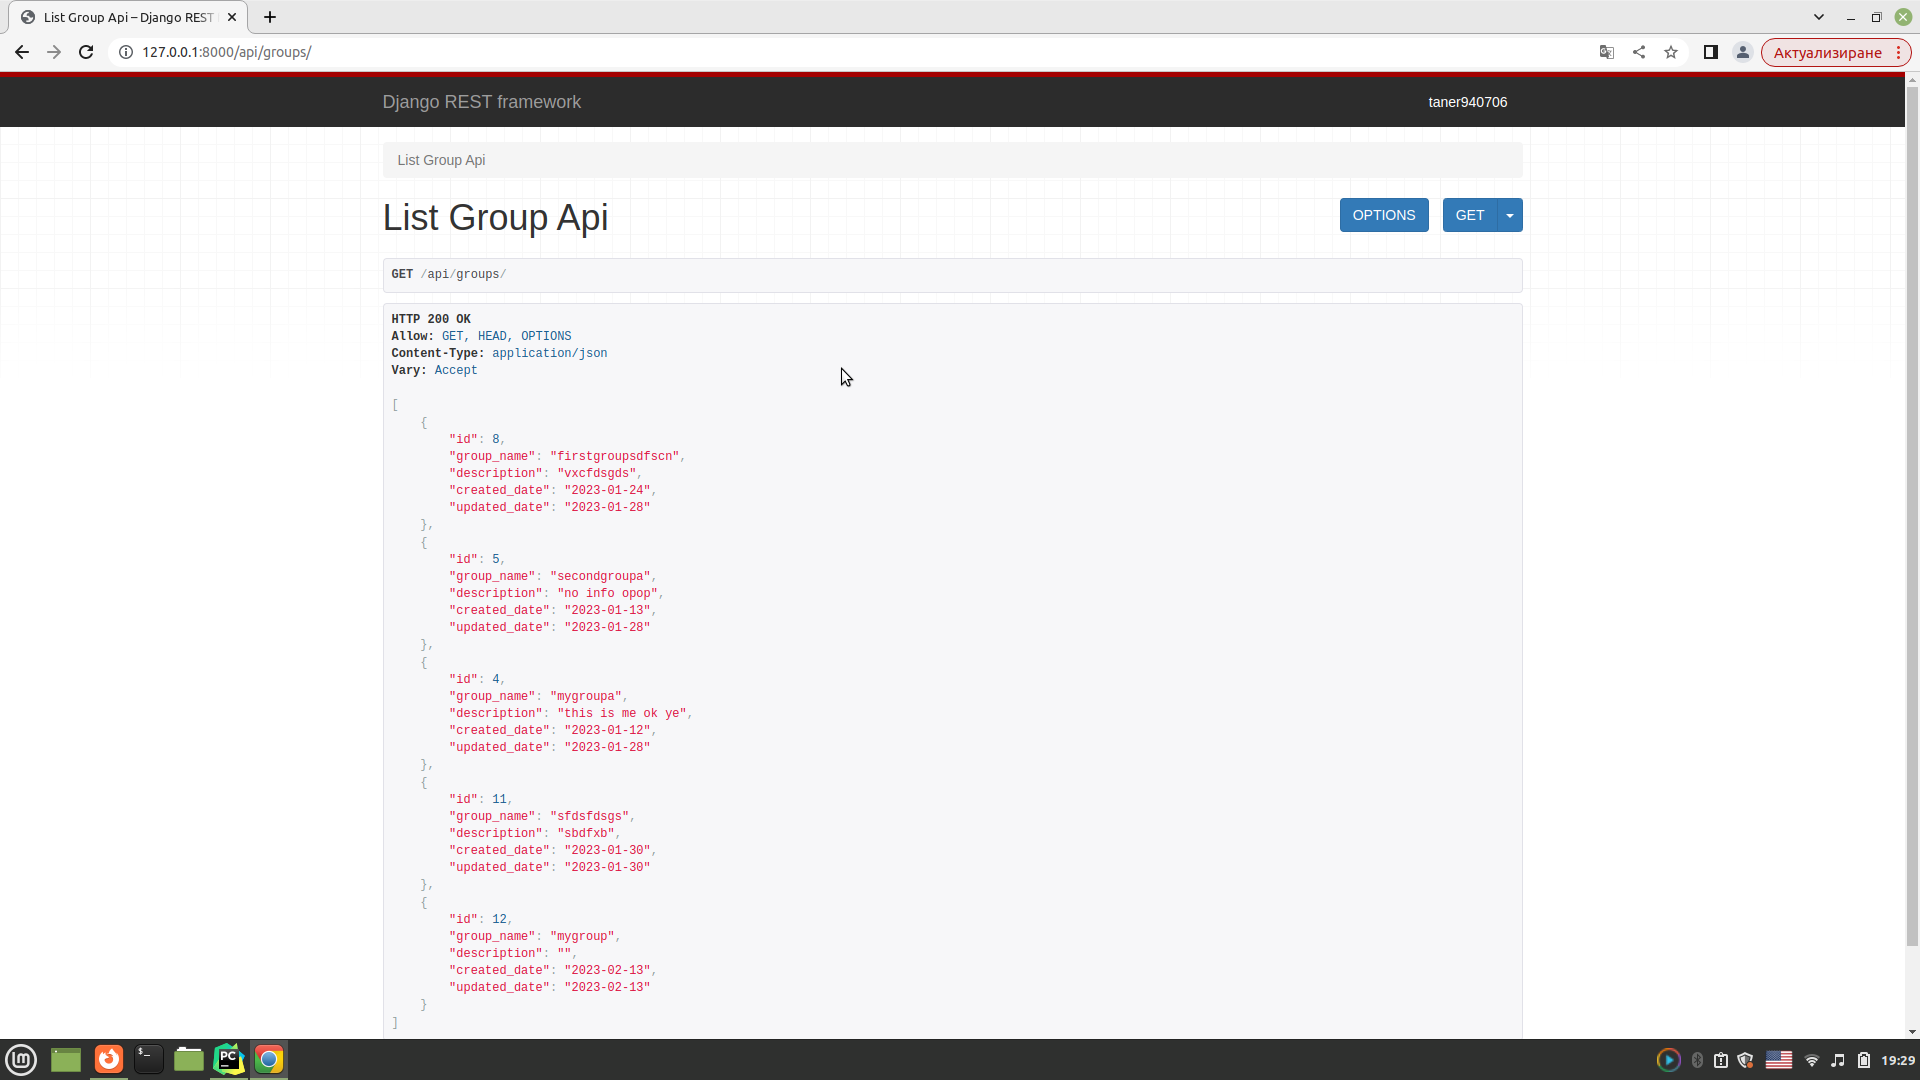 List Group Api – Django REST
127.0.0.1:8000/api/groups/
Актуализиране
Django REST framework
taner940706
List Group Api
List Group Api
OPTIONS
GET
GET /api/groups/
HTTP 200 OK
Allow: GET, HEAD, OPTIONS
Content-Type: application/json
Vary: Accept
[
{
"id": 8,
"group_name": "firstgroupsdfscn",
"description": "vxcfdsgds",
"created_date": "2023-01-24",
"updated_date": "2023-01-28"
},
{
"id": 5,
"group_name": "secondgroupa",
"description": "no info opop",
"created_date": "2023-01-13",
"updated_date": "2023-01-28"
},
{
"id": 4,
"group_name": "mygroupa",
"description": "this is me ok ye",
"created_date": "2023-01-12",
"updated_date": "2023-01-28"
},
{
"id": 11,
"group_name": "sfdsfdsgs",
"description": "sbdfxb",
"created_date": "2023-01-30",
"updated_date": "2023-01-30"
},
{
"id": 12,
"group_name": "mygroup",
"description": "",
"created_date": "2023-02-13",
"updated_date": "2023-02-13"
}
]
lm
$_
PC
19:29